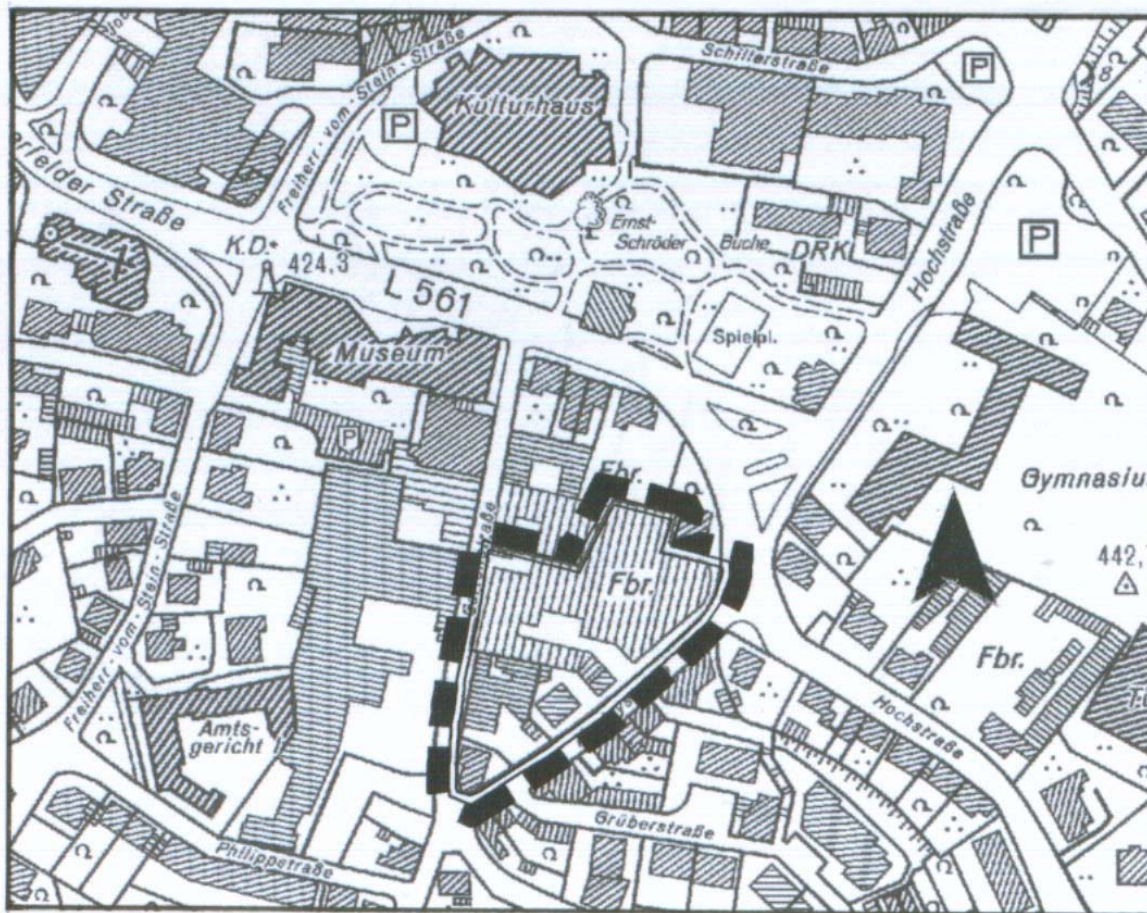 Schillerstraße
P
8
Freiherr-vom-Stein-Straße
Kulturhaus
P
Straße
Ernst-
Schröder
Buche
DRK
Hochstraße
P
K.D.
424,3
L 561
Museum
Spielpl.
P
Fbr.
Gymnasiu
442,
Fbr.
Fbr.
Freiherr-vom-Stein-Straße
Amts-
gericht
Hochstraße
Grüberstraße
Philippstraße